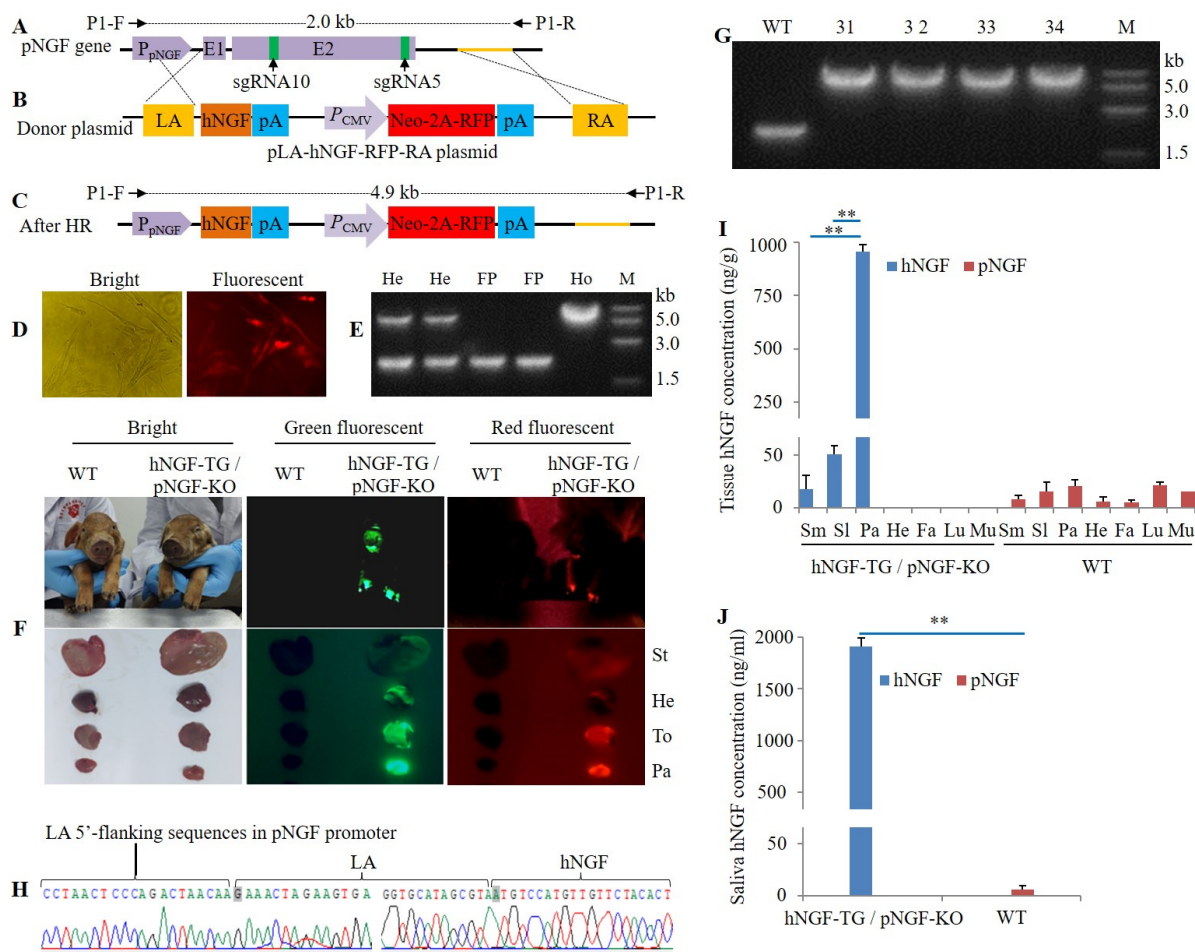 A P1-F 2.0 kb P1-R
pNGF gene P_pNGF E1 E2
sgRNA10 sgRNA5
B
Donor plasmid LA hNGF pA P_CMV Neo-2A-RFP pA RA
pLA-hNGF-RFP-RA plasmid
C P1-F 4.9 kb P1-R
After HR P_pNGF hNGF pA P_CMV Neo-2A-RFP pA
D Bright Fluorescent
E He He FP FP Ho M
kb
5.0
3.0
1.5
F
Bright Green fluorescent Red fluorescent
WT hNGF-TG / WT hNGF-TG / WT hNGF-TG /
pNGF-KO pNGF-KO pNGF-KO
St
He
To
Pa
G WT 31 3 2 33 34 M
kb
5.0
3.0
1.5
H
LA 5’-flanking sequences in pNGF promoter
LA hNGF
CCTAACTCCCAGACTAACAAGAAACTAGAAGTGA GGTGCATAGCGTAATGTCCATGTTGTTCTACACT
I
** 
**
hNGF pNGF
Tissue hNGF concentration (ng/g)
1000
750
500
250
50
0
Sm Sl Pa He Fa Lu Mu Sm Sl Pa He Fa Lu Mu
hNGF-TG / pNGF-KO WT
J
**
hNGF pNGF
Saliva hNGF concentration (ng/ml)
2000
1500
1000
500
50
0
hNGF-TG / pNGF-KO WT